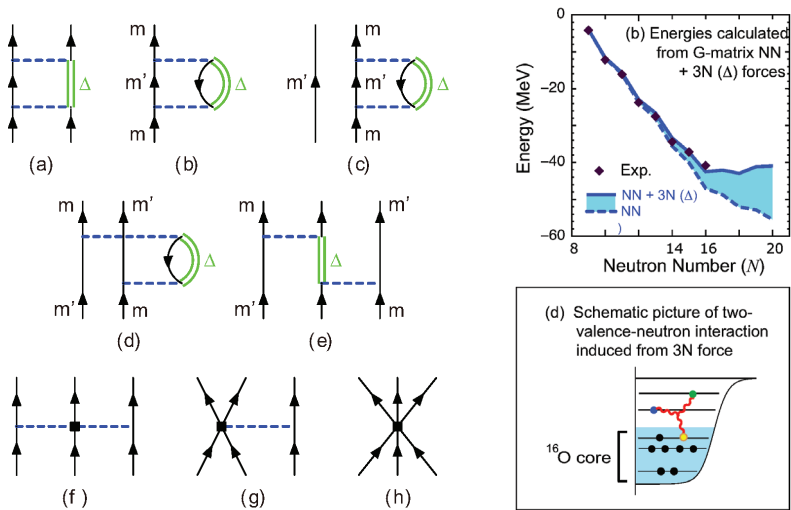 Δ
(a)
m
m'
m
Δ
(b)
m
m'
m
Δ
(c)
m
m'
m'
m
Δ
(d)
m
m'
m'
m
Δ
(e)
(f)
(g)
(h)
(b) Energies calculated
from G-matrix NN
+ 3N (Δ) forces
Energy (MeV)
0
−20
−40
−60
Exp.
NN + 3N (Δ)
NN
)
8
14
16
20
Neutron Number (N)
(d) Schematic picture of two-
valence-neutron interaction
induced from 3N force
16O core